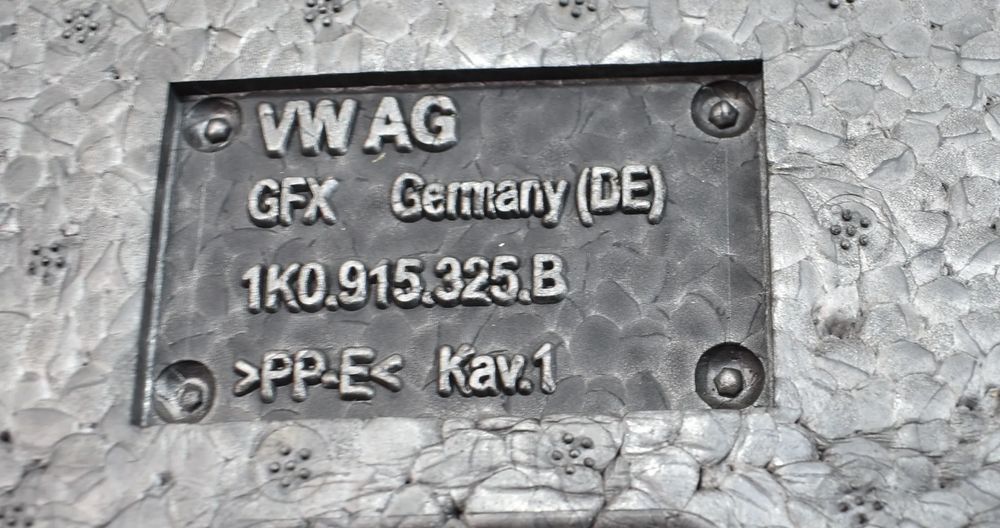 VW AG
GFX Germany (DE)
1K0.915.325.B
>PP-E< Kav.1